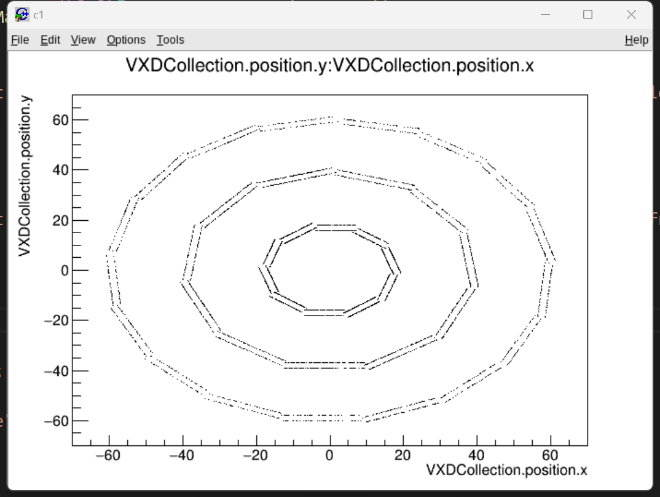 c1
File Edit View Options Tools Help
VXDCollection.position.y:VXDCollection.position.x
VXDCollection.position.y
60
40
20
0
−20
−40
−60
−60 −40 −20 0 20 40 60
VXDCollection.position.x